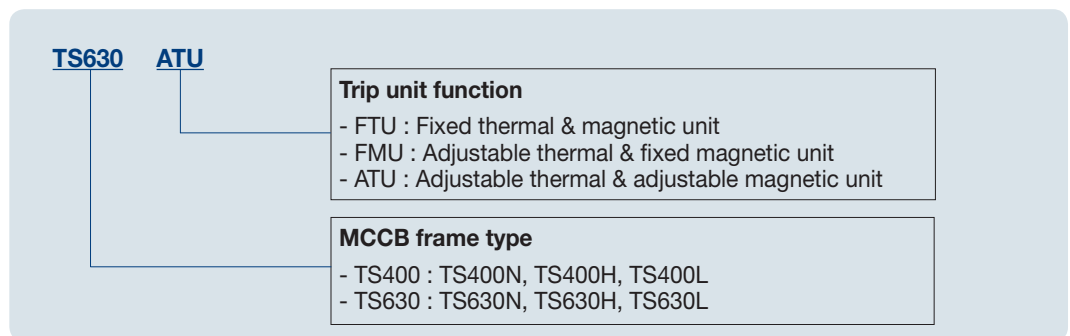 TS630 ATU
Trip unit function
- FTU : Fixed thermal & magnetic unit
- FMU : Adjustable thermal & fixed magnetic unit
- ATU : Adjustable thermal & adjustable magnetic unit
MCCB frame type
- TS400 : TS400N, TS400H, TS400L
- TS630 : TS630N, TS630H, TS630L